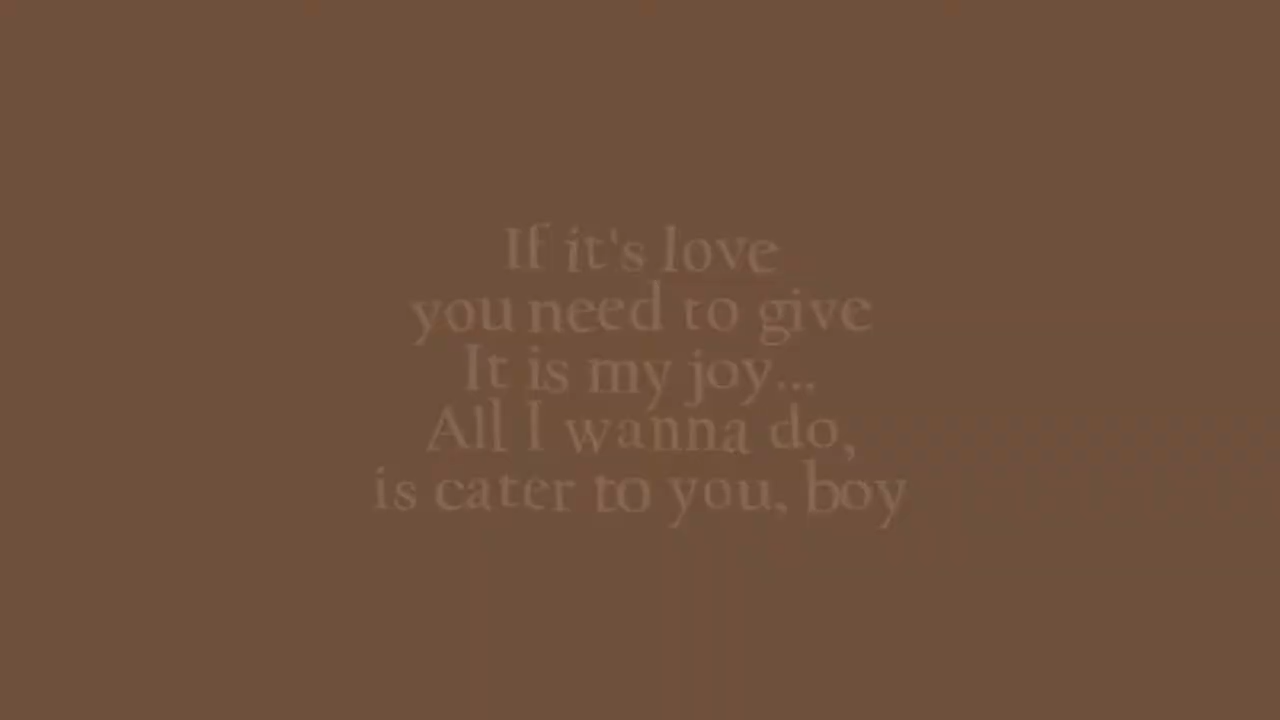 If it's love
you need to give
It is my joy...
All I wanna do,
is cater to you, boy